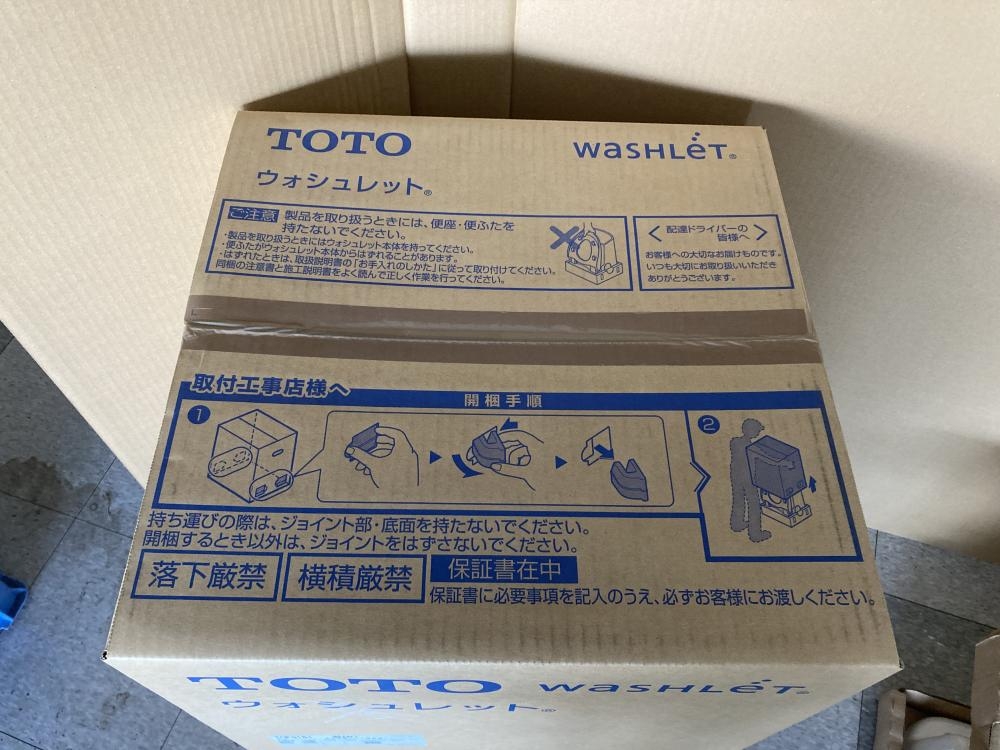 TOTO
WASHLET®
ウォシュレット®
ご注意 製品を取り扱うときには、便座・便ふたを
持たないでください。
・製品を取り扱うときにはウォシュレット本体を持ってください。
・便ふたがウォシュレット本体からはずれることがあります。
・はずれたときは、取扱説明書の「お手入れのしかた」に従って取り付けてください。
同梱の注意書と施工説明書をよく読んで正しく作業を行ってください。
配達ドライバーの
皆様へ
お客様への大切なお届けものです。
いつも大切にお取り扱いいただき
ありがとうございます。
取付工事店様へ
開梱手順
1
2
持ち運びの際は、ジョイント部・底面を持たないでください。
開梱するとき以外は、ジョイントをはずさないでください。
落下厳禁
横積厳禁
保証書在中
保証書に必要事項を記入のうえ、必ずお客様にお渡しください。
TOTO
WASHLET®
ウォシュレット®